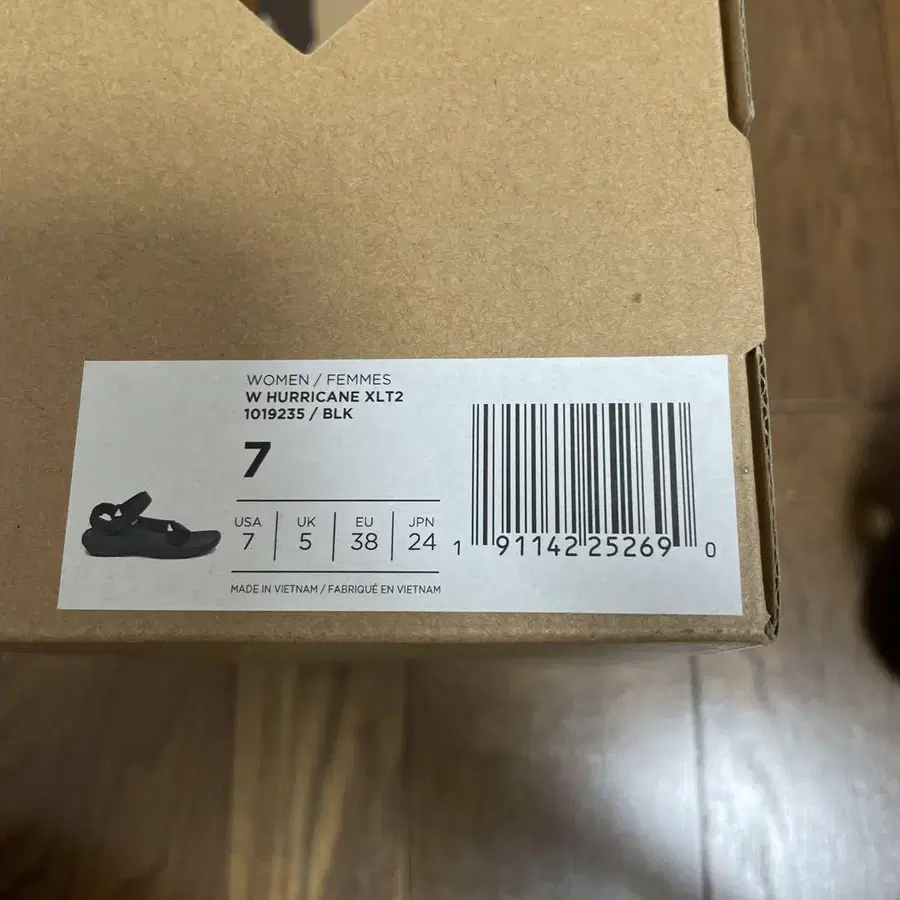 WOMEN / FEMMES
W HURRICANE XLT2
1019235 / BLK
7
USA UK EU JPN
7 5 38 24
MADE IN VIETNAM / FABRIQUÉ EN VIETNAM
1 91142 25269 0